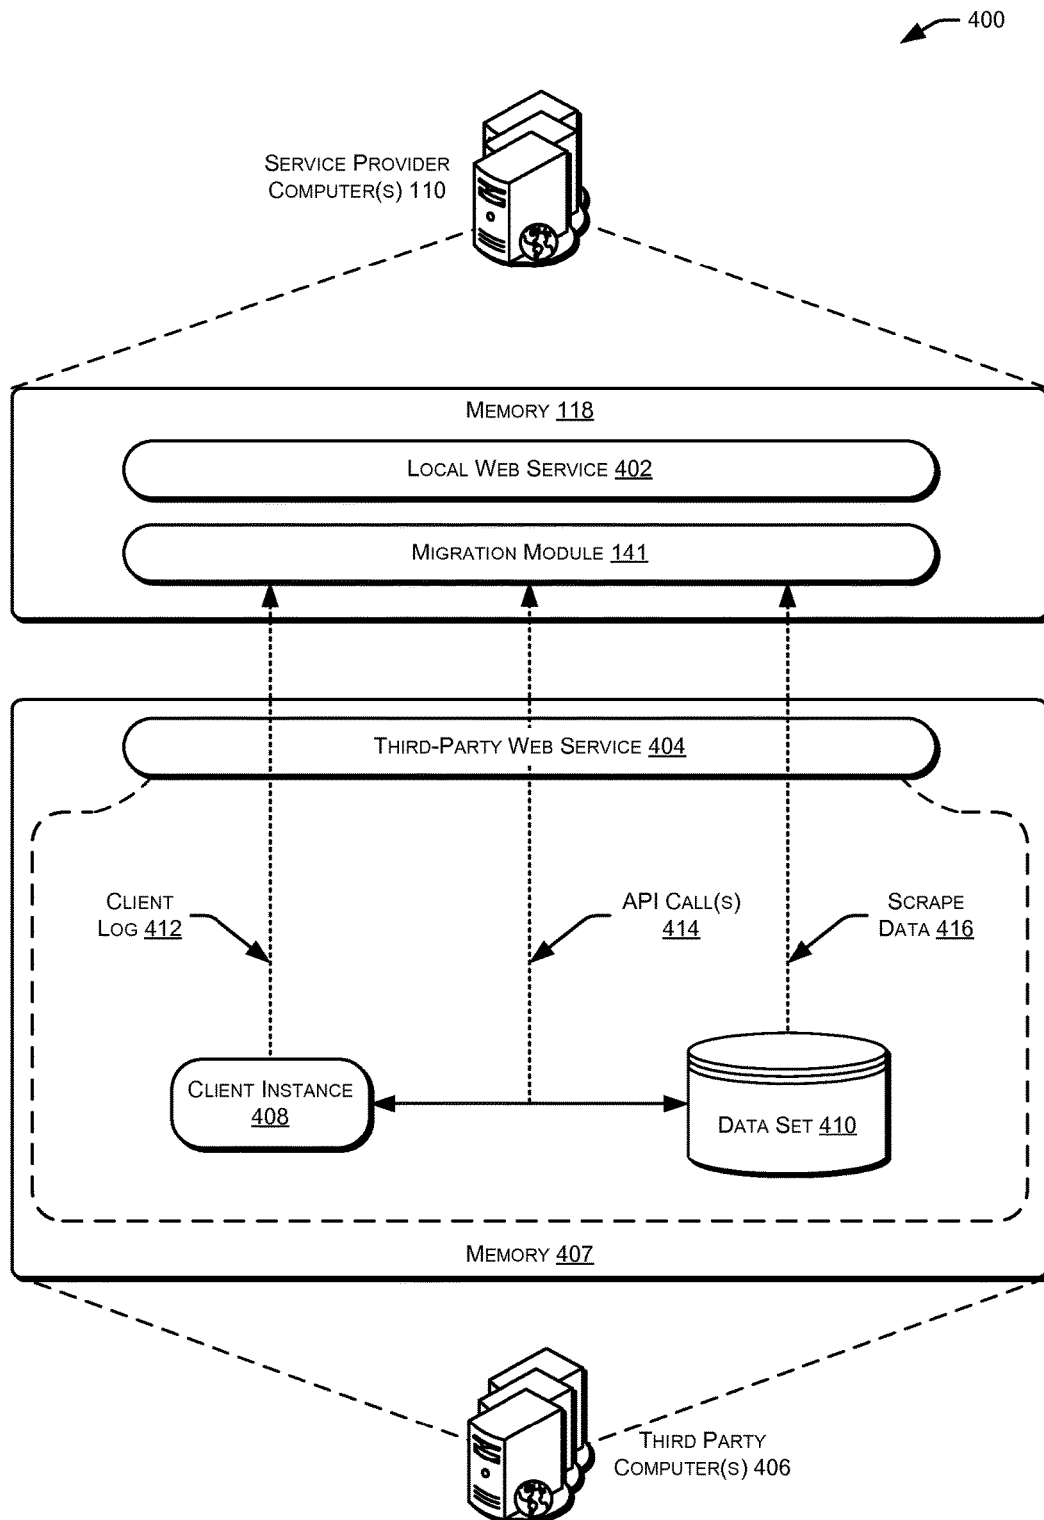 400
SERVICE PROVIDER
COMPUTER(S) 110
MEMORY 118
LOCAL WEB SERVICE 402
MIGRATION MODULE 141
THIRD-PARTY WEB SERVICE 404
CLIENT
LOG 412
API CALL(S)
414
SCRAPE
DATA 416
CLIENT INSTANCE
408
DATA SET 410
MEMORY 407
THIRD PARTY
COMPUTER(S) 406